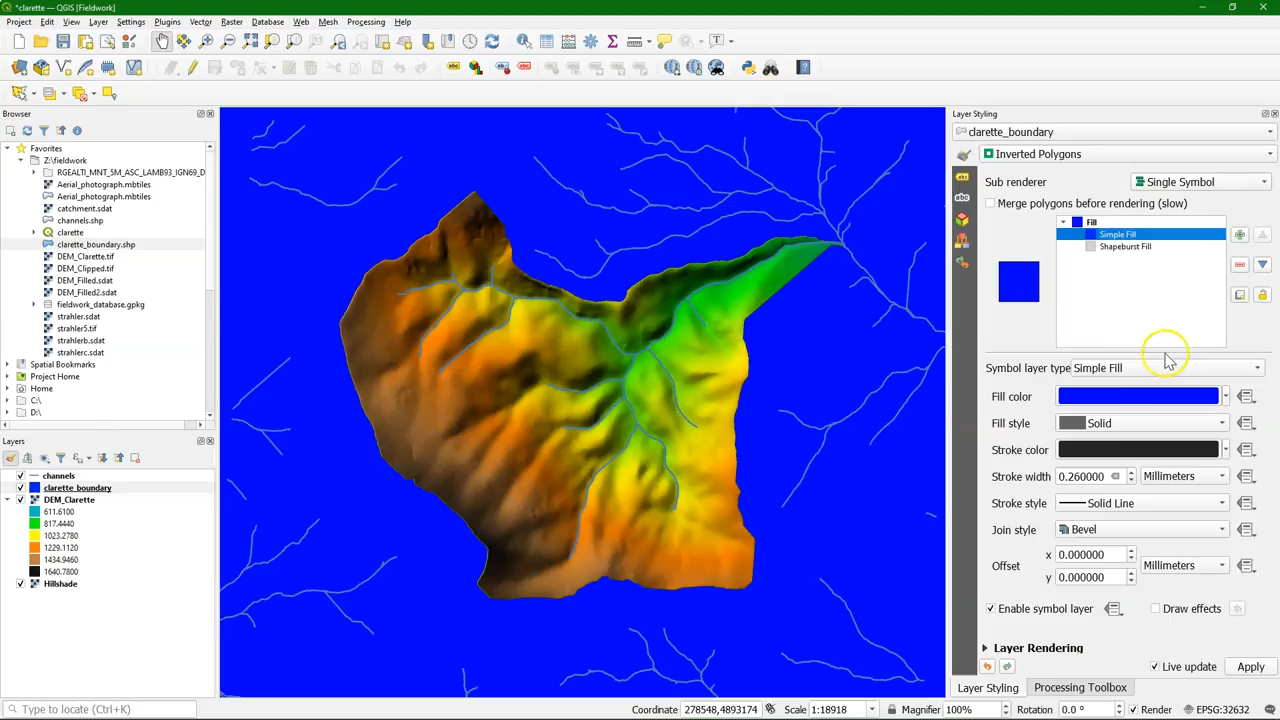 *clarette — QGIS [Fieldwork]
Project Edit View Layer Settings Plugins Vector Raster Database Web Mesh Processing Help
Browser
Favorites
Z:\fieldwork
RGEALTI_MNT_5M_ASC_LAMB93_IGN69_D
Aerial_photograph.mbtiles
Aerial_photograph.mbtiles
catchment.sdat
channels.shp
clarette
clarette_boundary.shp
DEM_Clarette.tif
DEM_Clipped.tif
DEM_Filled.sdat
DEM_Filled2.sdat
fieldwork_database.gpkg
strahler.sdat
strahler5.tif
strahlerb.sdat
strahlerc.sdat
Spatial Bookmarks
Project Home
Home
C:\
D:\
Layers
channels
clarette_boundary
DEM_Clarette
611.6100
817.4440
1023.2780
1229.1120
1434.9460
1640.7800
Hillshade
Layer Styling
clarette_boundary
Inverted Polygons
Sub renderer Single Symbol
Merge polygons before rendering (slow)
Fill
Simple Fill
Shapeburst Fill
Symbol layer type Simple Fill
Fill color
Fill style Solid
Stroke color
Stroke width 0.260000 Millimeters
Stroke style Solid Line
Join style Bevel
x 0.000000
Offset Millimeters
y 0.000000
Enable symbol layer Draw effects
Layer Rendering
Live update Apply
Layer Styling Processing Toolbox
Type to locate (Ctrl+K) Coordinate 278548,4893174 Scale 1:18918 Magnifier 100% Rotation 0.0 ° Render EPSG:32632